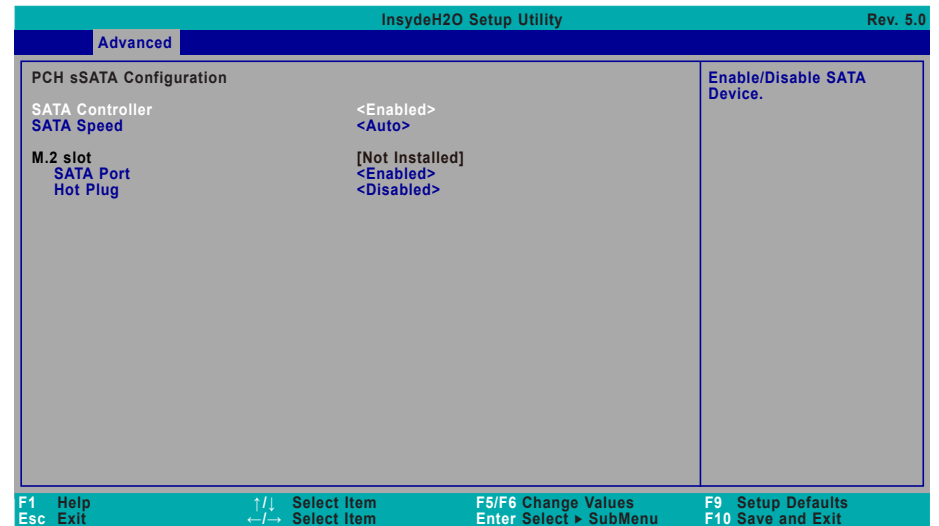 InsydeH2O Setup Utility Rev. 5.0
Advanced
PCH sSATA Configuration
SATA Controller <Enabled>
SATA Speed <Auto>
M.2 slot [Not Installed]
SATA Port <Enabled>
Hot Plug <Disabled>
Enable/Disable SATA
Device.
F1 Help ↑/↓ Select Item F5/F6 Change Values F9 Setup Defaults
Esc Exit ←/→ Select Item Enter Select ▶ SubMenu F10 Save and Exit